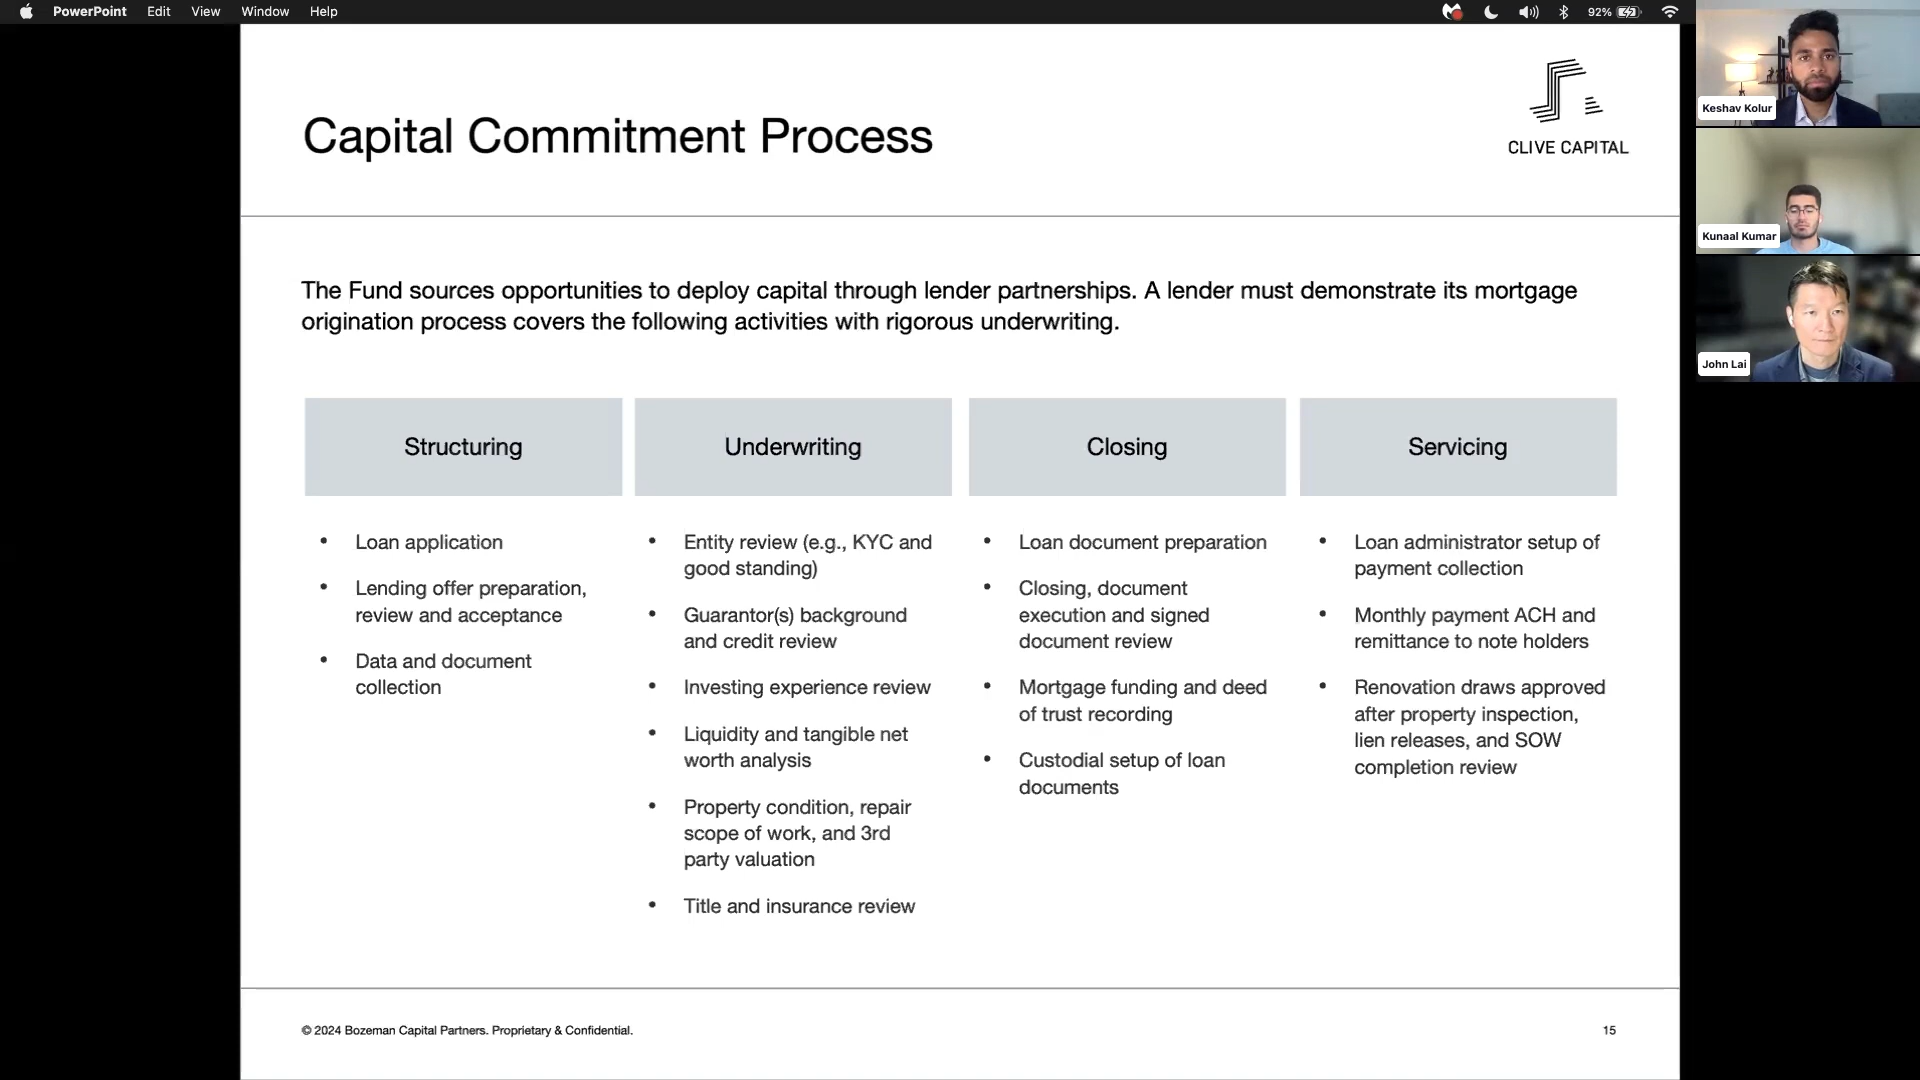 PowerPoint Edit View Window Help
92%
Capital Commitment Process
CLIVE CAPITAL
Keshav Kolur
Kunaal Kumar
John Lai
The Fund sources opportunities to deploy capital through lender partnerships. A lender must demonstrate its mortgage
origination process covers the following activities with rigorous underwriting.
Structuring
• Loan application
• Lending offer preparation,
review and acceptance
• Data and document
collection
Underwriting
• Entity review (e.g., KYC and
good standing)
• Guarantor(s) background
and credit review
• Investing experience review
• Liquidity and tangible net
worth analysis
• Property condition, repair
scope of work, and 3rd
party valuation
• Title and insurance review
Closing
• Loan document preparation
• Closing, document
execution and signed
document review
• Mortgage funding and deed
of trust recording
• Custodial setup of loan
documents
Servicing
• Loan administrator setup of
payment collection
• Monthly payment ACH and
remittance to note holders
• Renovation draws approved
after property inspection,
lien releases, and SOW
completion review
© 2024 Bozeman Capital Partners. Proprietary & Confidential.
15